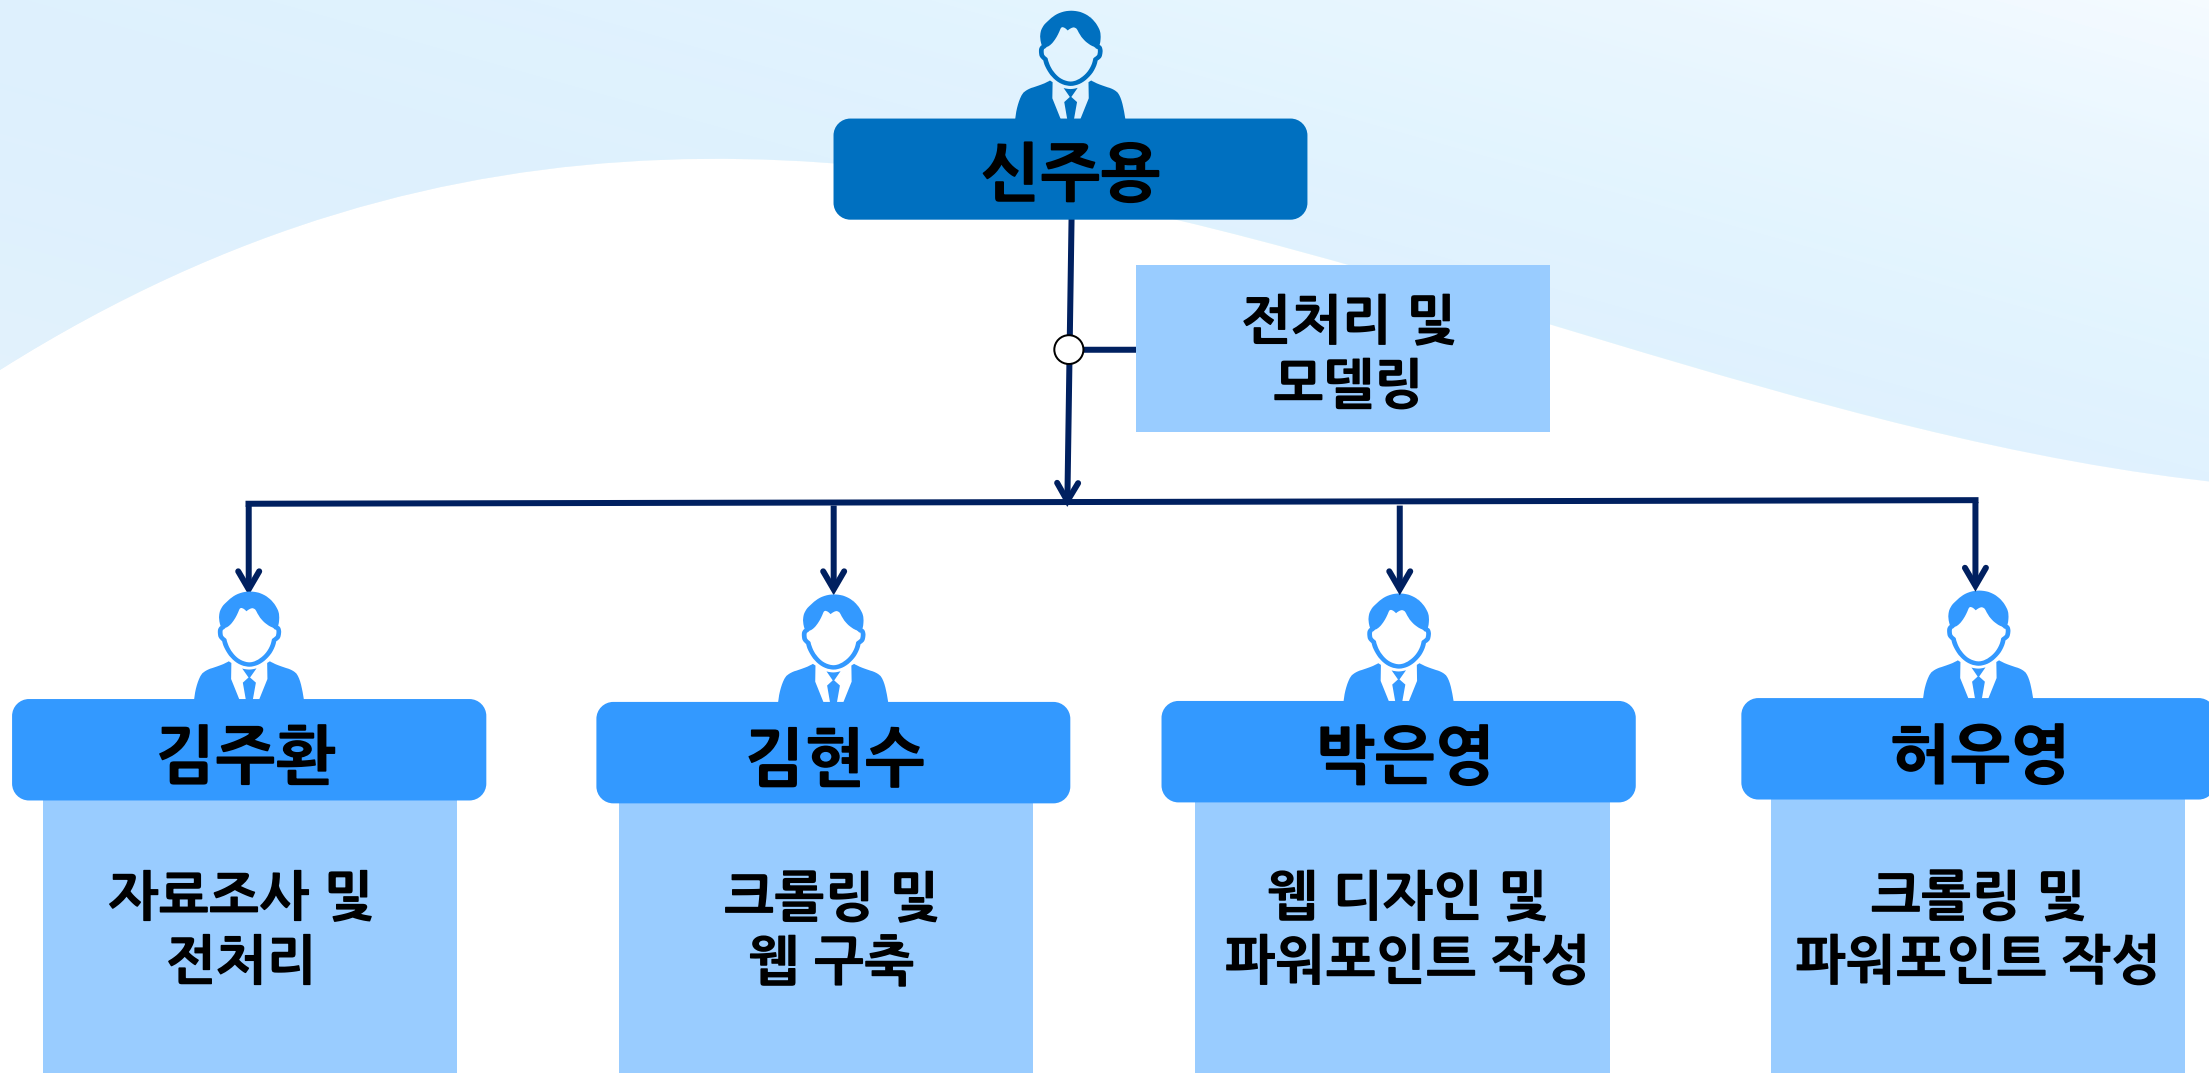 신주용
전처리 및
모델링
김주환
자료조사 및
전처리
김현수
크롤링 및
웹 구축
박은영
웹 디자인 및
파워포인트 작성
허우영
크롤링 및
파워포인트 작성